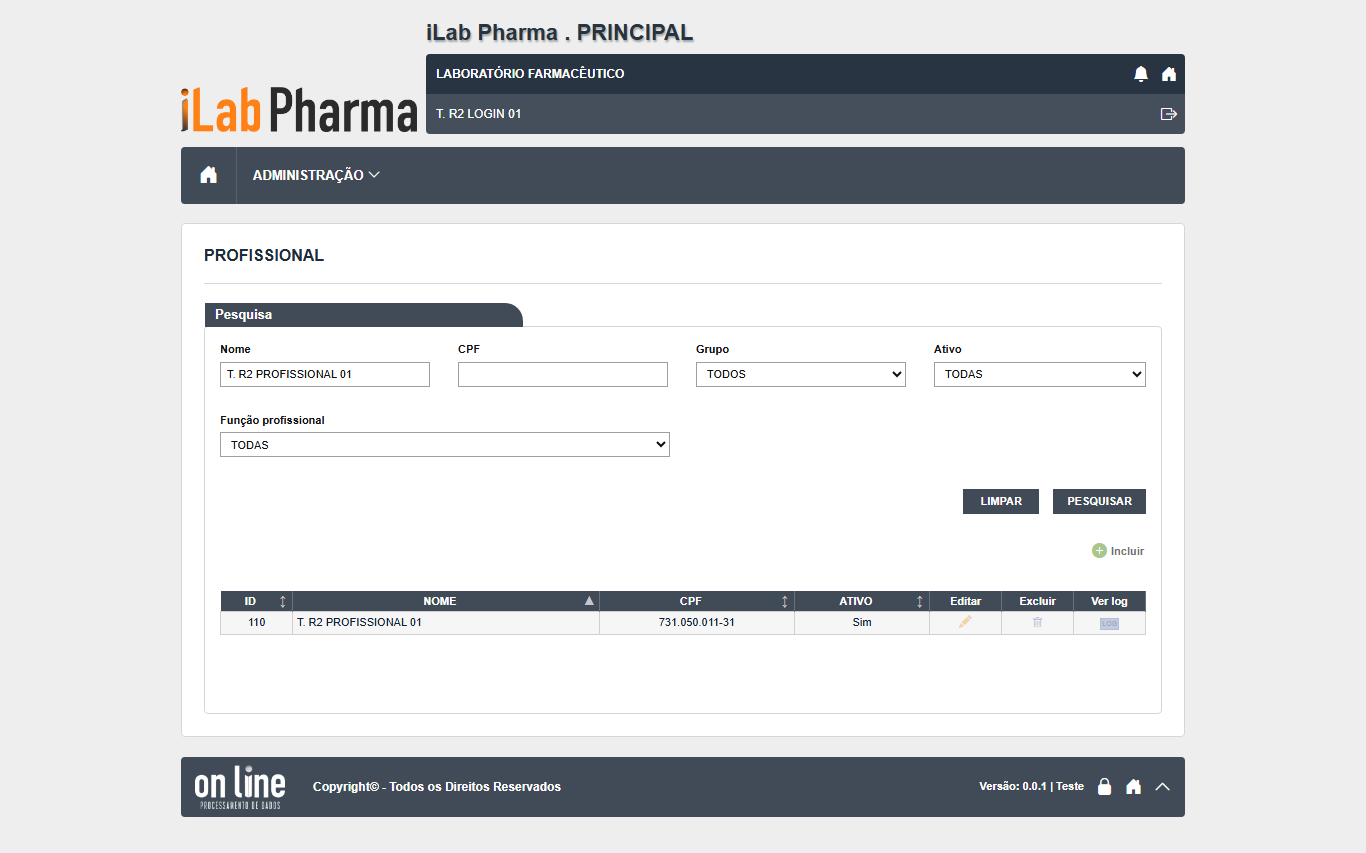 iLab Pharma . PRINCIPAL
LABORATÓRIO FARMACÊUTICO
iLab Pharma
T. R2 LOGIN 01
ADMINISTRAÇÃO
PROFISSIONAL
Pesquisa
Nome CPF Grupo Ativo
T. R2 PROFISSIONAL 01 TODOS TODAS
Função profissional
TODAS
LIMPAR PESQUISAR
Incluir
ID NOME CPF ATIVO Editar Excluir Ver log
110 T. R2 PROFISSIONAL 01 731.050.011-31 Sim LOG
on line
PROCESSAMENTO DE DADOS
Copyright© - Todos os Direitos Reservados
Versão: 0.0.1 | Teste